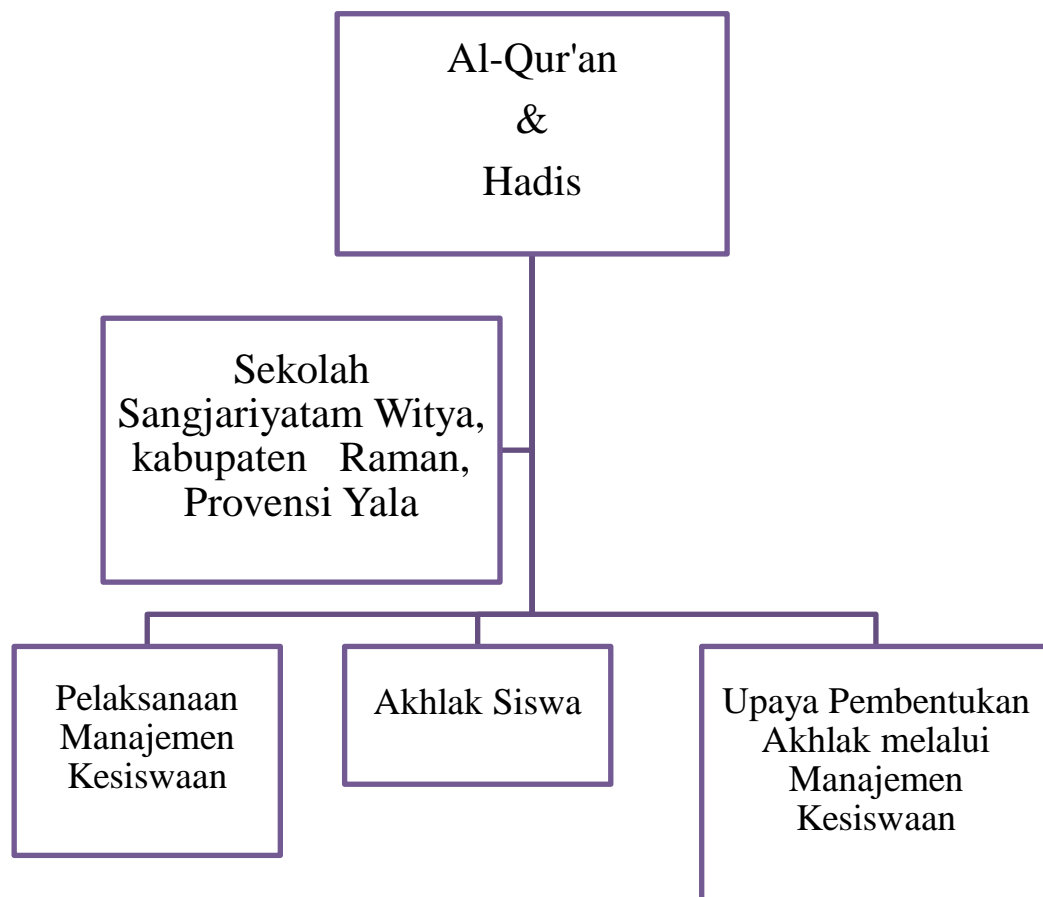 Al-Qur'an
&
Hadis
Sekolah
Sangjariyatam Witya,
kabupaten Raman,
Provensi Yala
Pelaksanaan
Manajemen
Kesiswaan
Akhlak Siswa
Upaya Pembentukan
Akhlak melalui
Manajemen
Kesiswaan